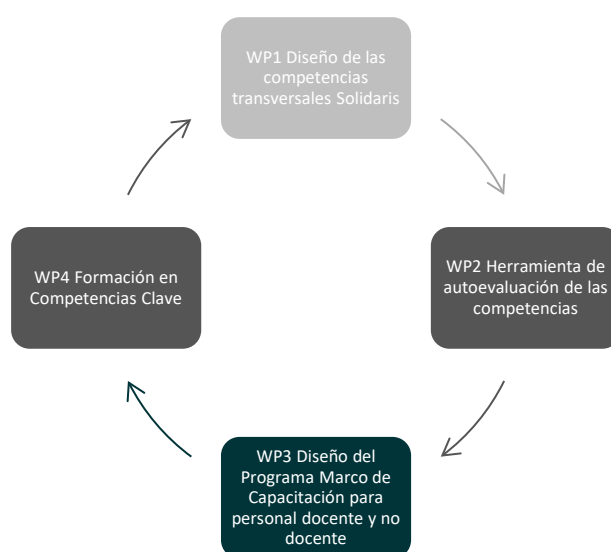 WP1 Diseño de las
competencias
transversales Solidaris
WP2 Herramienta de
autoevaluación de las
competencias
WP3 Diseño del
Programa Marco de
Capacitación para
personal docente y no
docente
WP4 Formación en
Competencias Clave